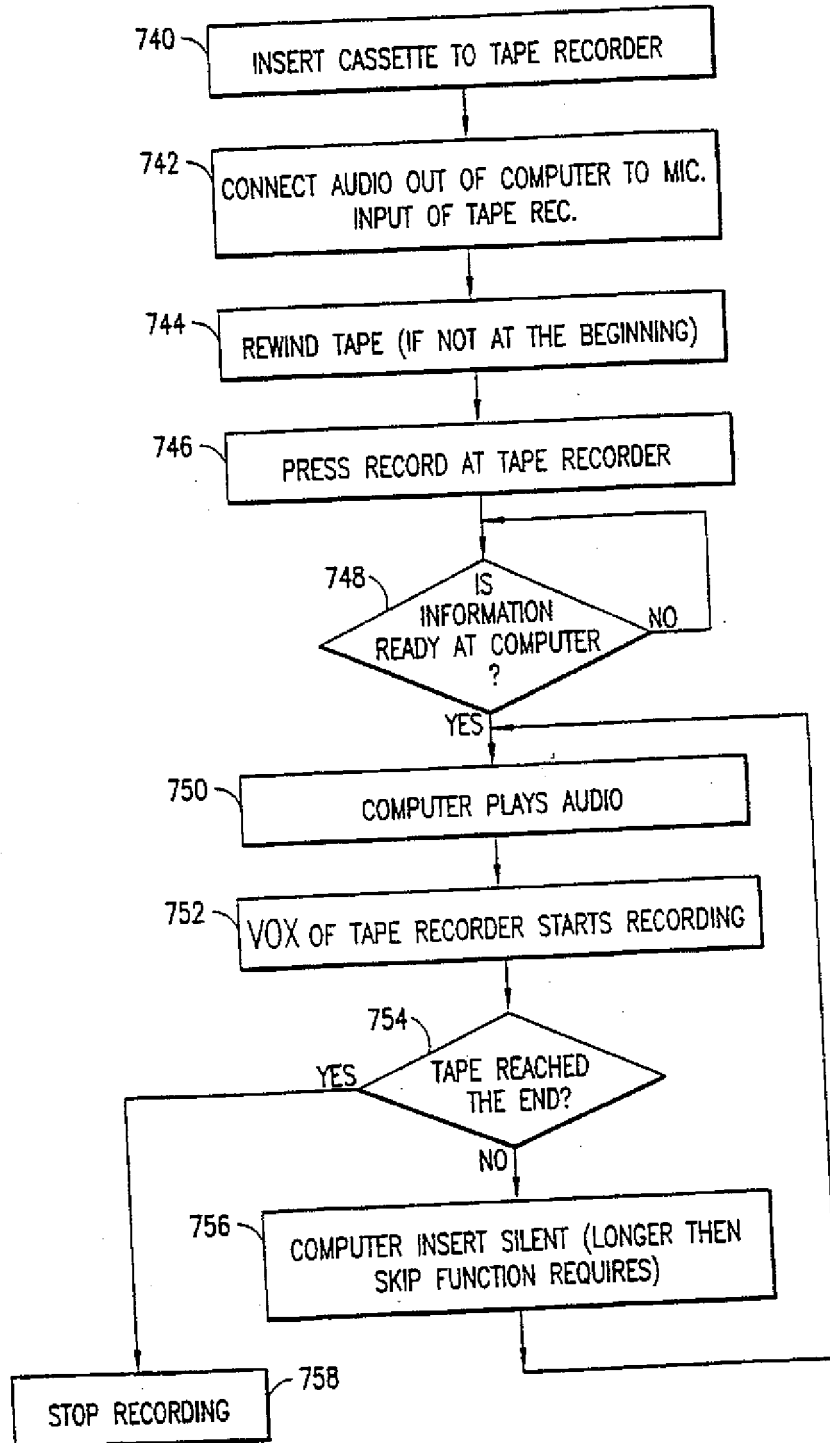 740
INSERT CASSETTE TO TAPE RECORDER
742
CONNECT AUDIO OUT OF COMPUTER TO MIC.
INPUT OF TAPE REC.
744
REWIND TAPE (IF NOT AT THE BEGINNING)
746
PRESS RECORD AT TAPE RECORDER
748
IS
INFORMATION
READY AT COMPUTER
?
NO
YES
750
COMPUTER PLAYS AUDIO
752
VOX OF TAPE RECORDER STARTS RECORDING
754
TAPE REACHED
THE END?
YES
NO
756
COMPUTER INSERT SILENT (LONGER THEN
SKIP FUNCTION REQUIRES)
758
STOP RECORDING